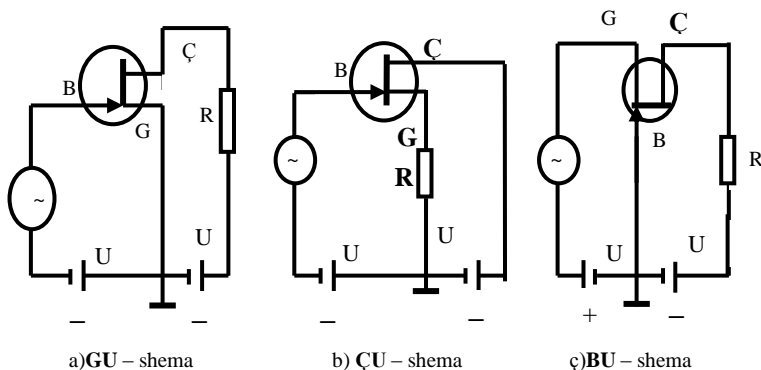 Ç
B
G
R
~
U
U
–
–
a)GU – shema
Ç
B
G
R
~
U
U
–
–
b) ÇU – shema
G
Ç
B
R
~
U
U
+
–
ç)BU – shema